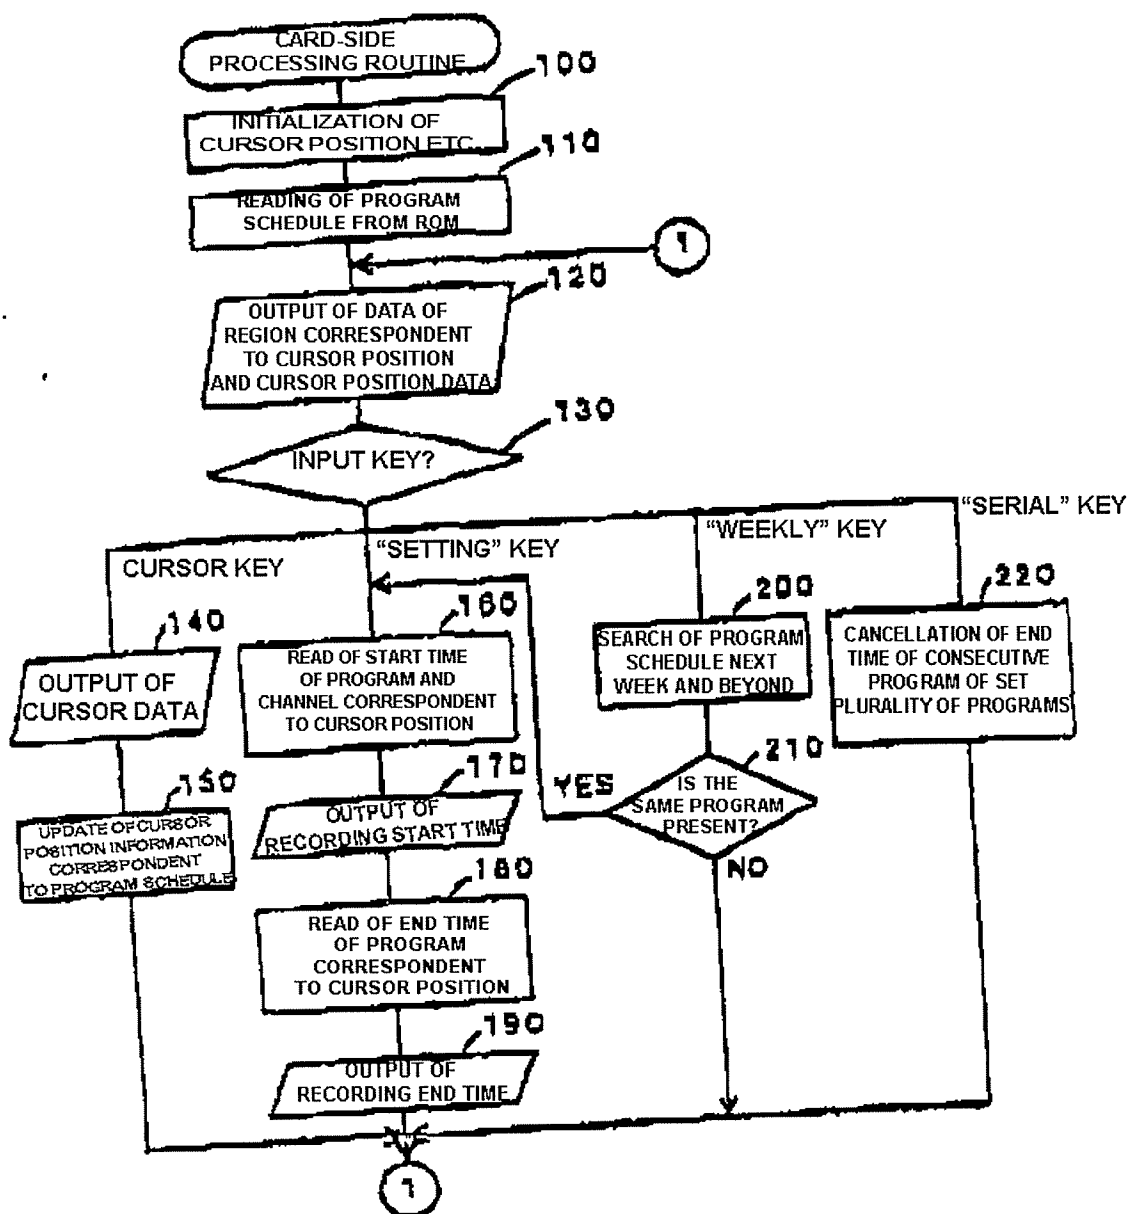 CARD-SIDE
PROCESSING ROUTINE
100
INITIALIZATION OF
CURSOR POSITION ETC
110
READING OF PROGRAM
SCHEDULE FROM ROM
1
120
OUTPUT OF DATA OF
REGION CORRESPONDENT
TO CURSOR POSITION
AND CURSOR POSITION DATA
130
INPUT KEY?
CURSOR KEY
"SETTING" KEY
"WEEKLY" KEY
"SERIAL" KEY
140
OUTPUT OF
CURSOR DATA
150
UPDATE OF CURSOR
POSITION INFORMATION
CORRESPONDENT
TO PROGRAM SCHEDULE
160
READ OF START TIME
OF PROGRAM AND
CHANNEL CORRESPONDENT
TO CURSOR POSITION
170
OUTPUT OF
RECORDING START TIME
180
READ OF END TIME
OF PROGRAM
CORRESPONDENT
TO CURSOR POSITION
190
OUTPUT OF
RECORDING END TIME
200
SEARCH OF PROGRAM
SCHEDULE NEXT
WEEK AND BEYOND
210
IS THE
SAME PROGRAM
PRESENT?
YES
NO
220
CANCELLATION OF END
TIME OF CONSECUTIVE
PROGRAM OF SET
PLURALITY OF PROGRAMS
1